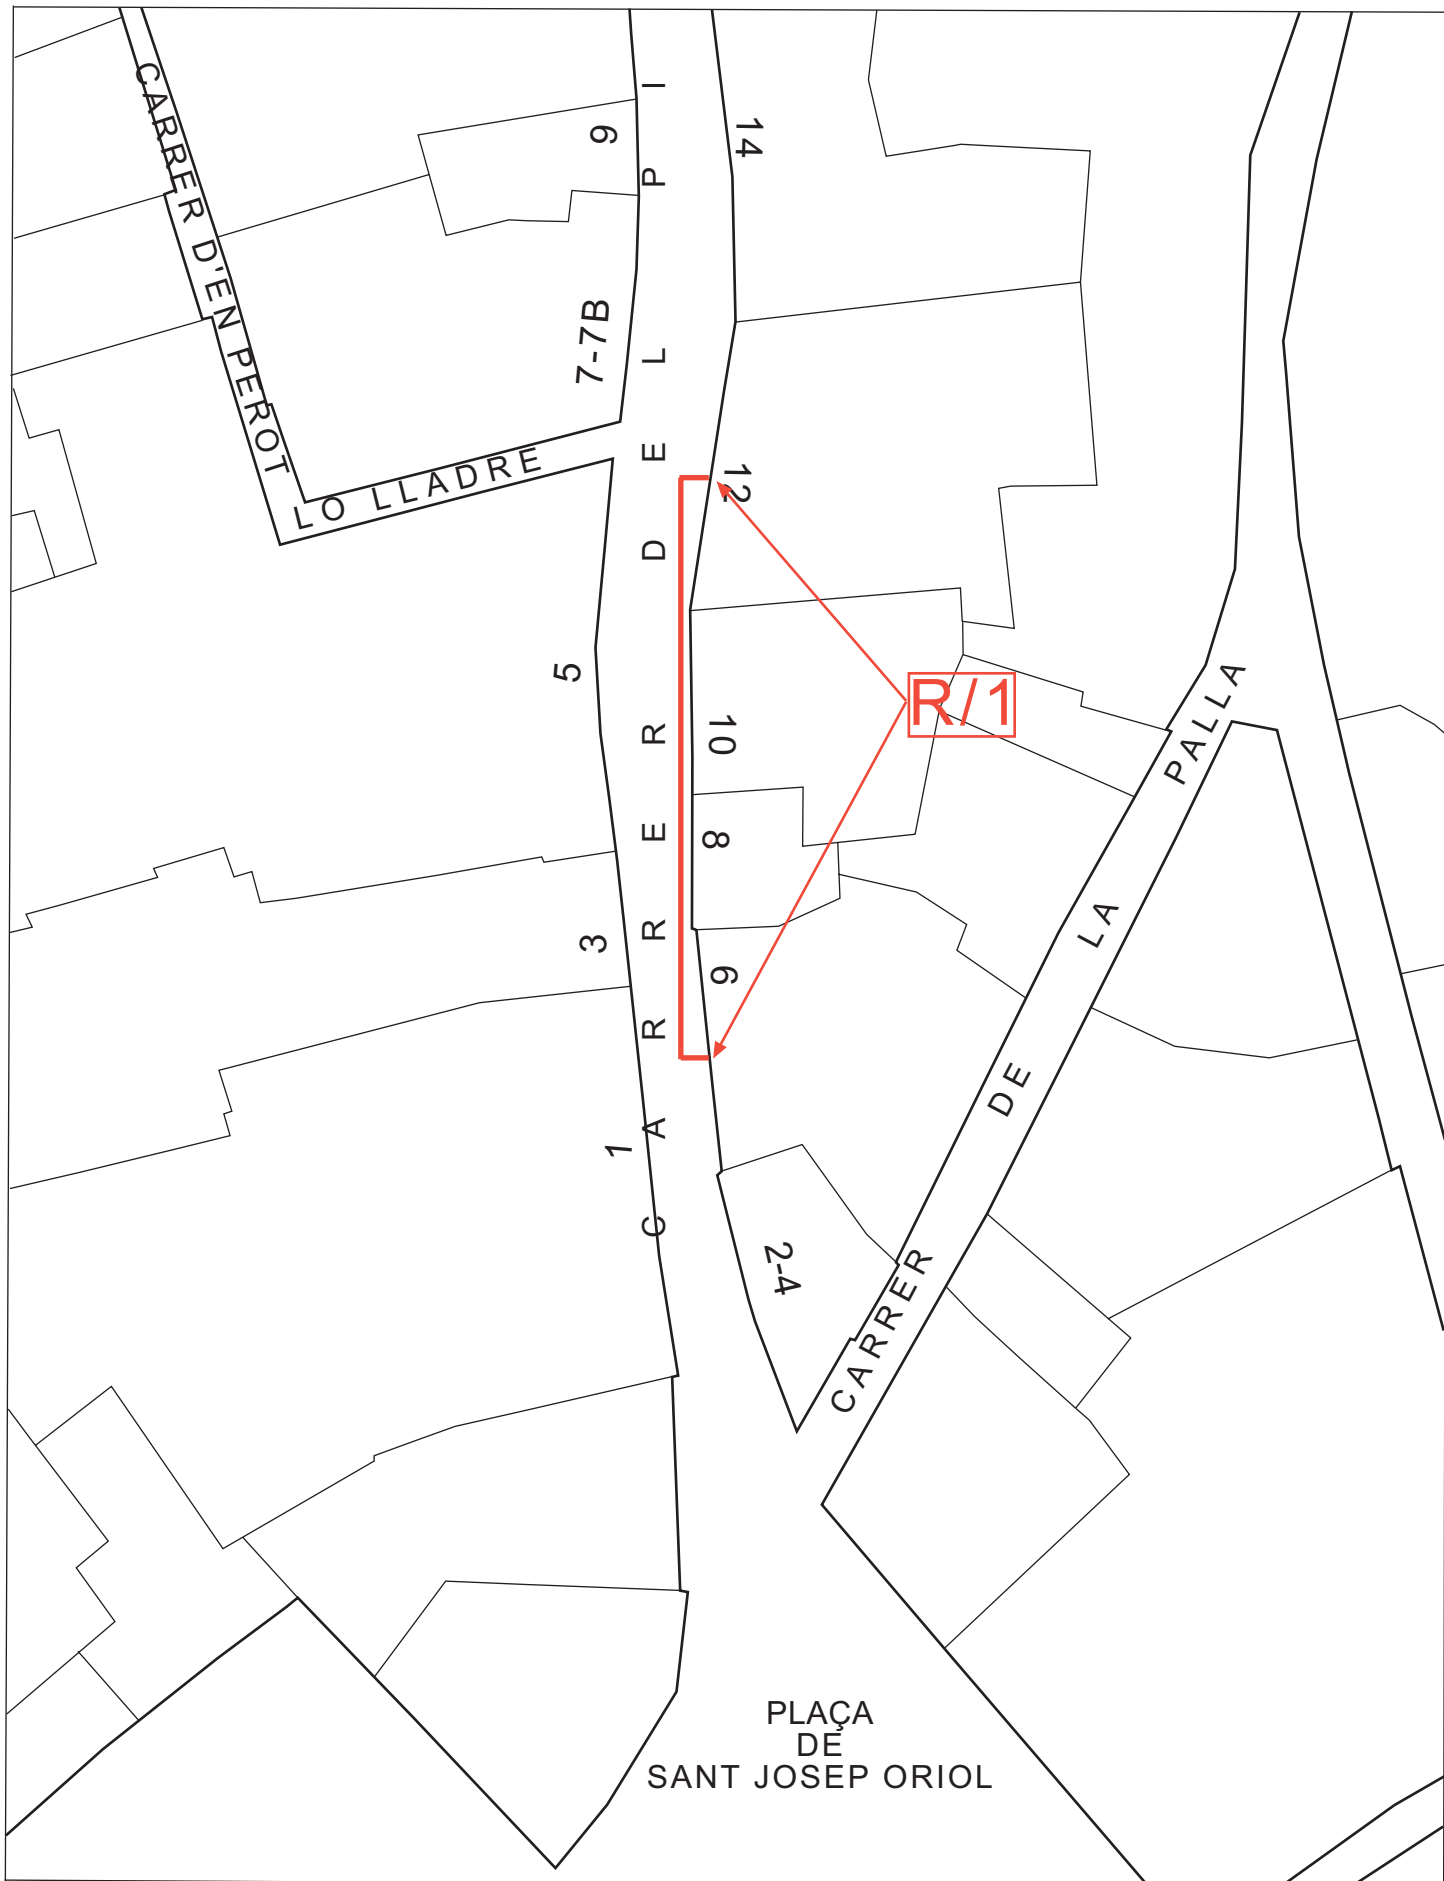 CARRER D'EN PEROT
LO LLADRE
CARRER DEL PI
9
14
7-7B
12
5
R/1
10
8
3
6
1
2-4
CARRER DE LA PALLA
PLAÇA
DE
SANT JOSEP ORIOL